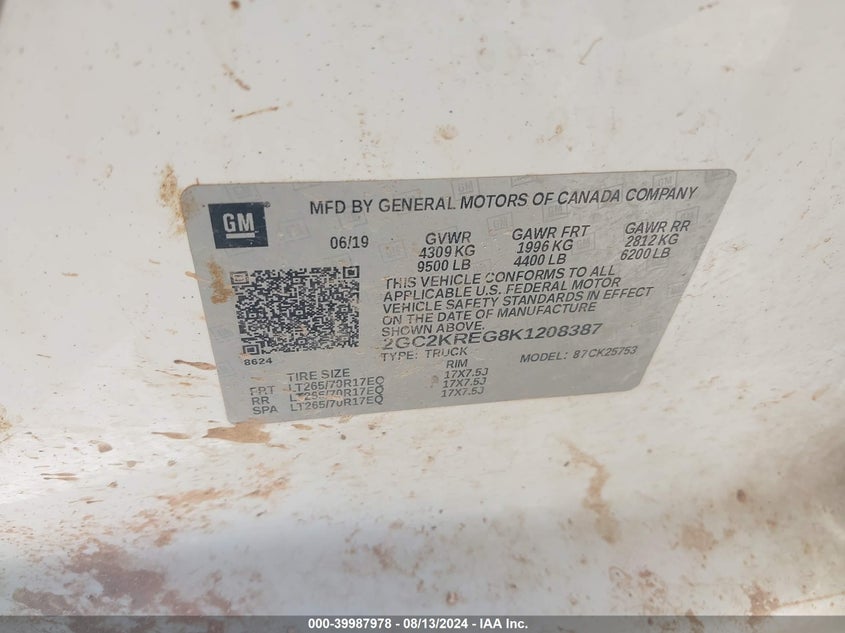 GM
MFD BY GENERAL MOTORS OF CANADA COMPANY
06/19 GVWR GAWR FRT GAWR RR
4309 KG 1996 KG 2812 KG
9500 LB 4400 LB 6200 LB
THIS VEHICLE CONFORMS TO ALL
APPLICABLE U.S. FEDERAL MOTOR
VEHICLE SAFETY STANDARDS IN EFFECT
ON THE DATE OF MANUFACTURE
SHOWN ABOVE.
2GC2KREG8K1208387
8624 TYPE: TRUCK MODEL: 87CK25753
TIRE SIZE RIM
FRT LT265/70R17EQ 17X7.5J
RR LT265/70R17EQ 17X7.5J
SPA LT265/70R17EQ 17X7.5J
000-39987978 - 08/13/2024 - IAA Inc.